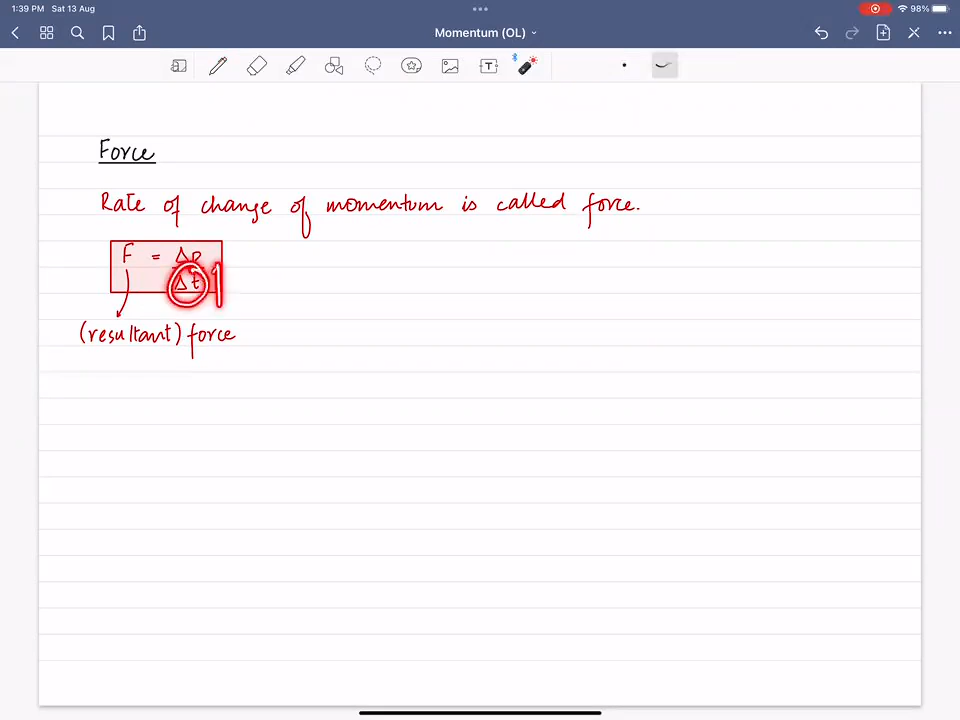 1:39 PM Sat 13 Aug
98%
Momentum (OL)
T
Force
Rate of change of momentum is called force.
F = Δp
Δt
(resultant) force